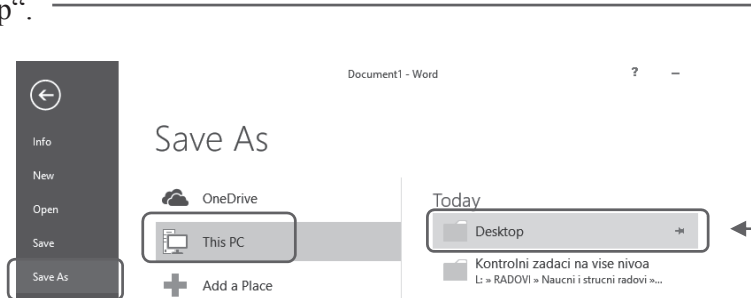 p“.
Document1 - Word
?
Info
New
Open
Save
Save As
Save As
OneDrive
This PC
Add a Place
Today
Desktop
Kontrolni zadaci na vise nivoa
L: » RADOVI » Naucni i strucni radovi »...